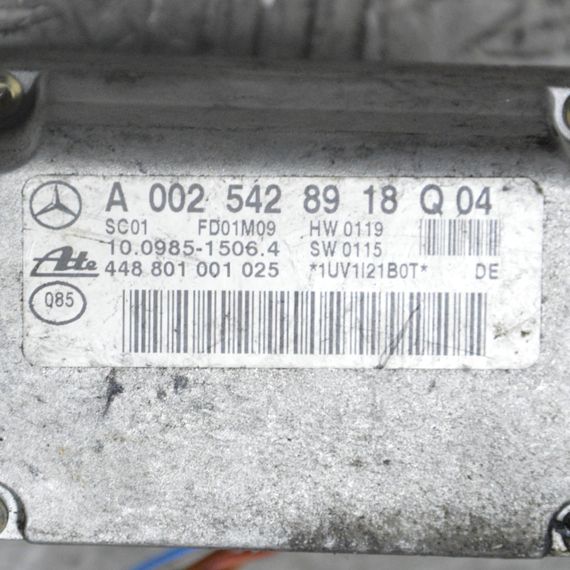 A 002 542 89 18 Q 04
SC01 FD01M09 HW 0119
10.0985-1506.4 SW 0115
Ate 448 801 001 025 *1UV1I21B0T* DE
Q85